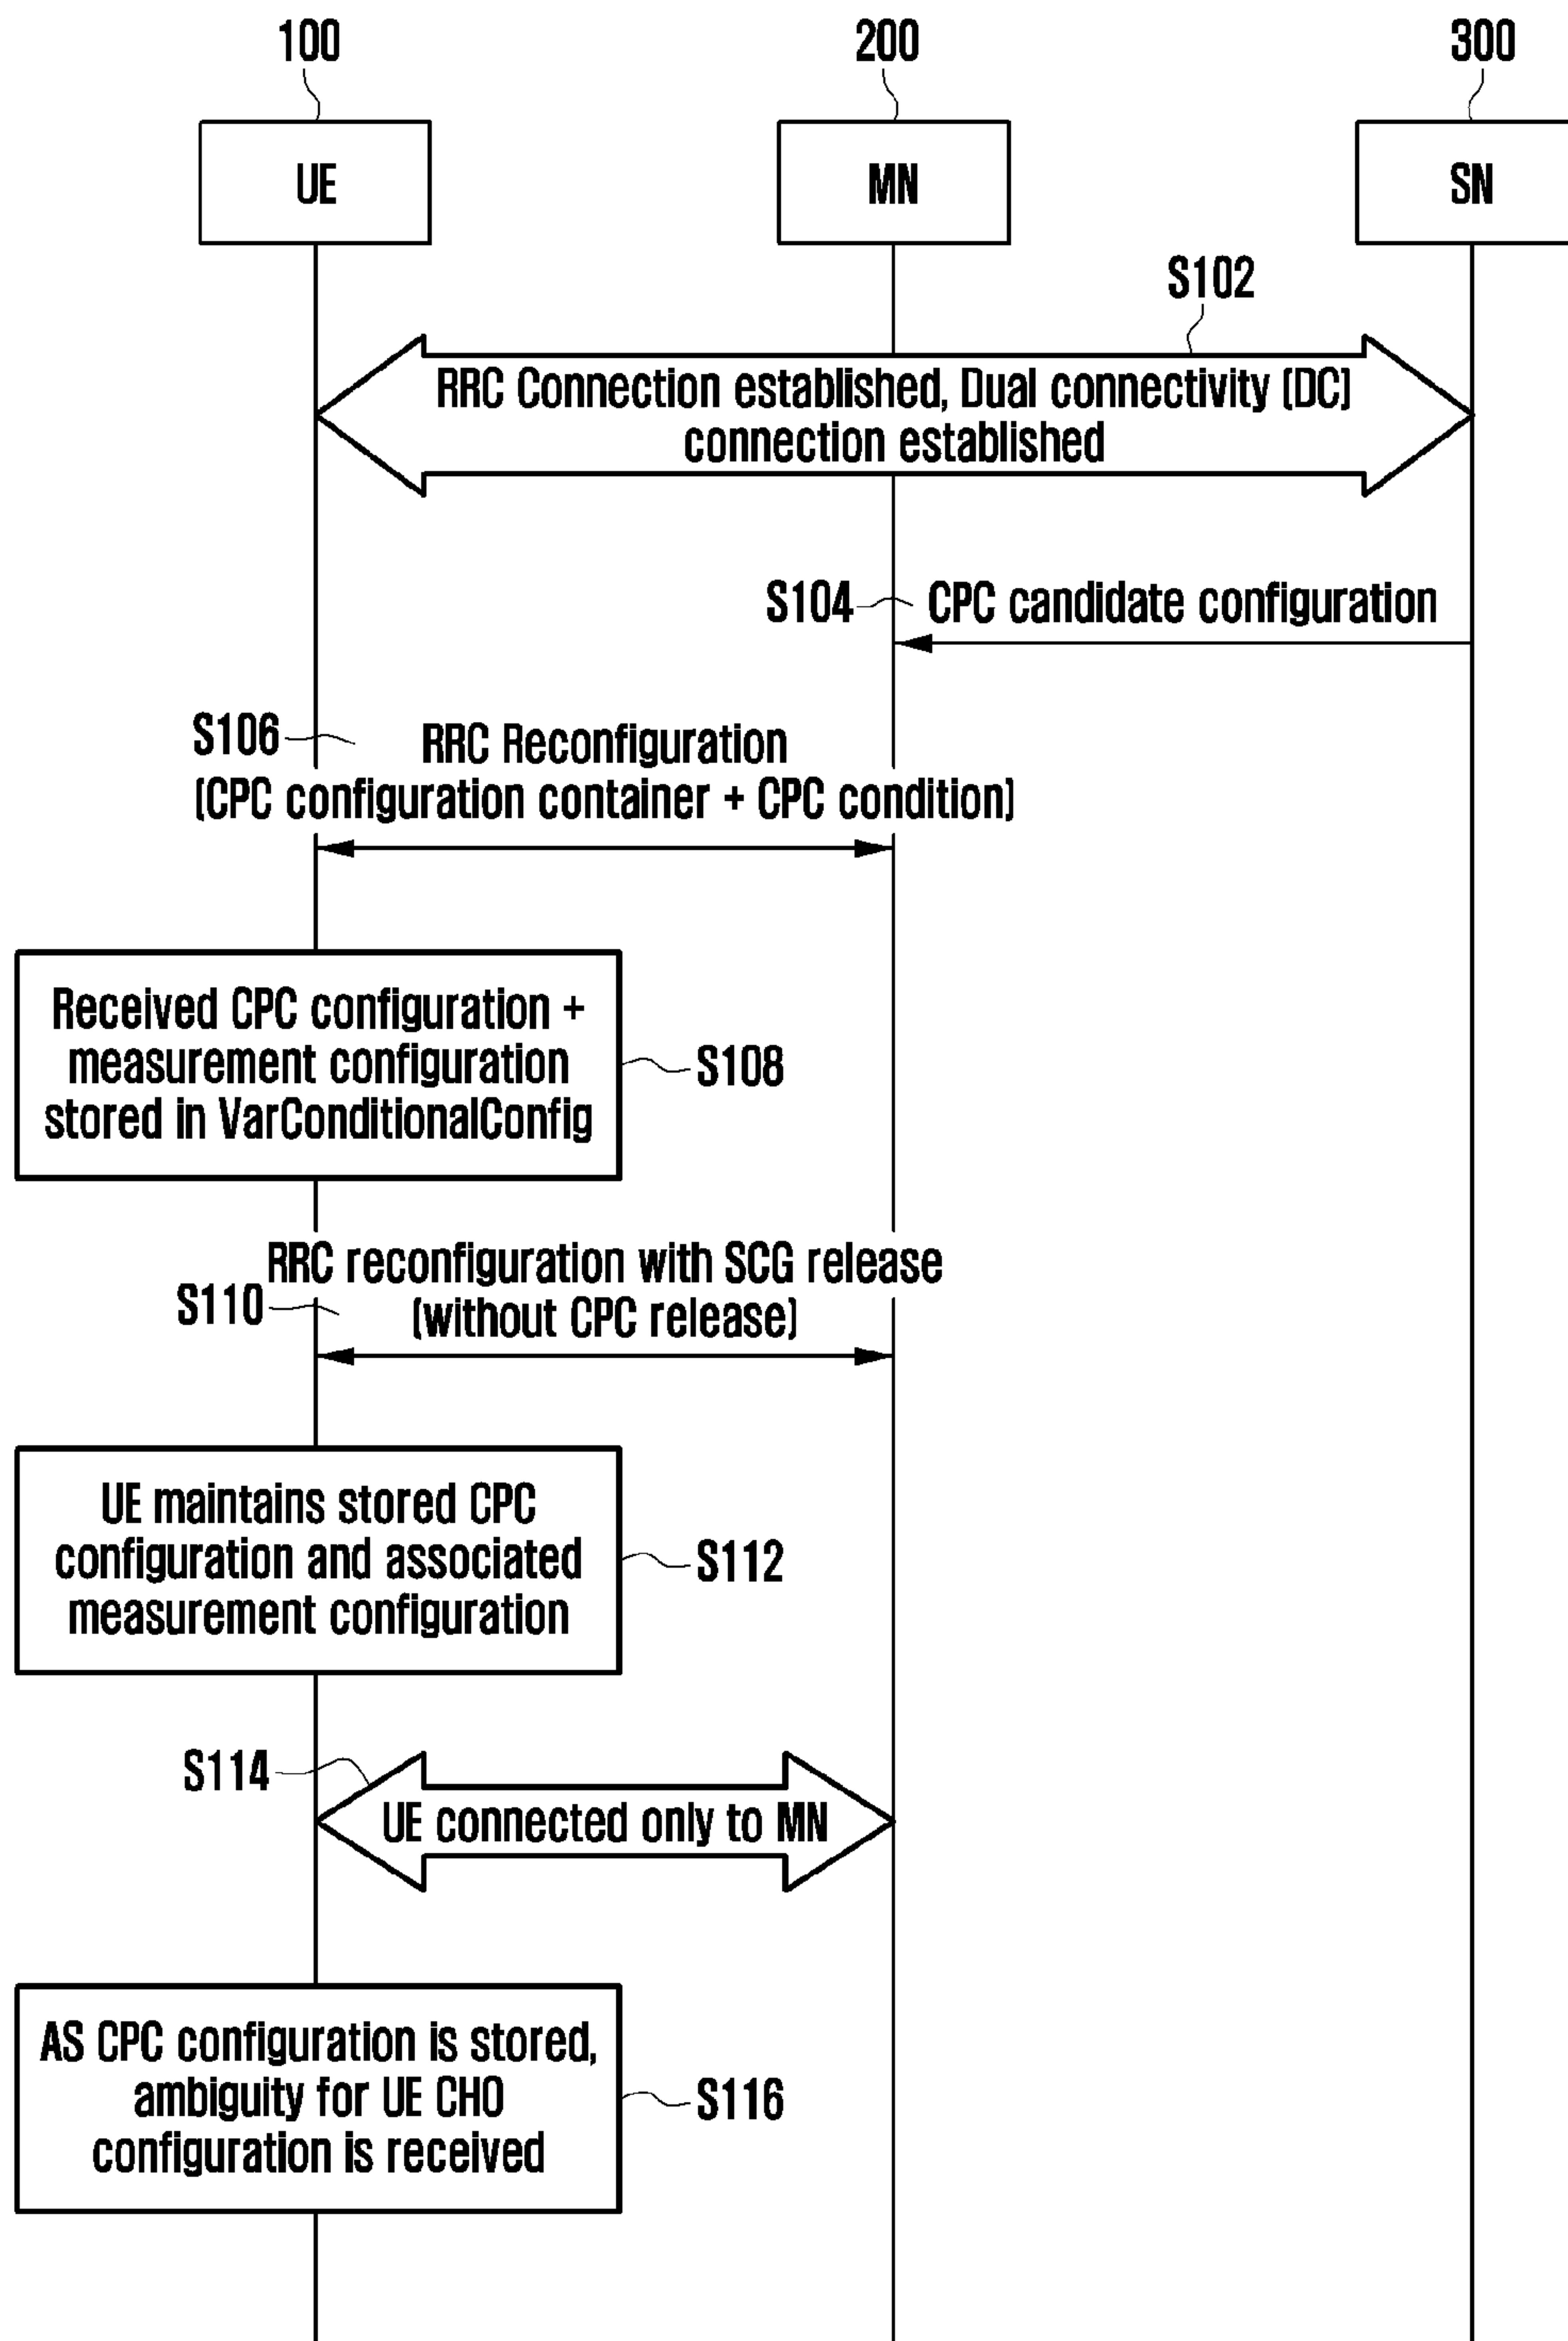 100
200
300
UE
MN
SN
S102
RRC Connection established, Dual connectivity (DC)
connection established
S104
CPC candidate configuration
S106
RRC Reconfiguration
(CPC configuration container + CPC condition)
Received CPC configuration +
measurement configuration
stored in VarConditionalConfig
S108
RRC reconfiguration with SCG release
S110
(without CPC release)
UE maintains stored CPC
configuration and associated
measurement configuration
S112
S114
UE connected only to MN
AS CPC configuration is stored,
ambiguity for UE CHO
configuration is received
S116